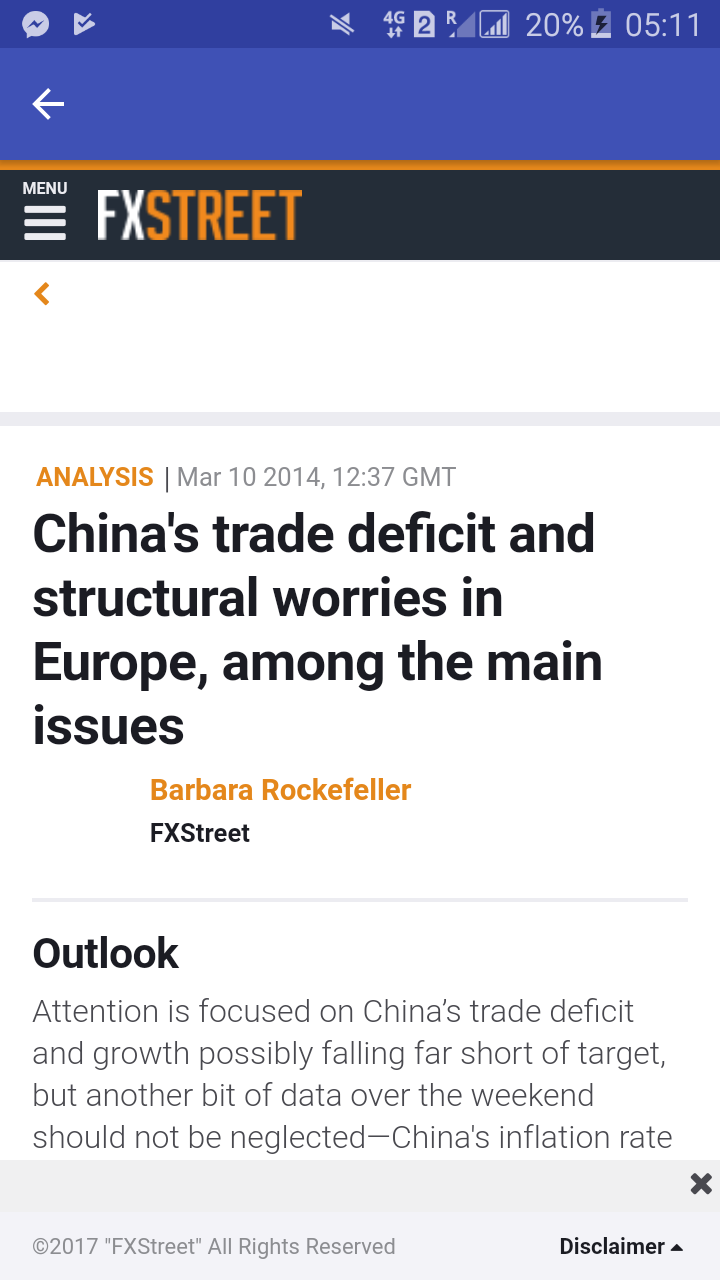 4G 2 R 20% 05:11
MENU
FXSTREET
ANALYSIS | Mar 10 2014, 12:37 GMT
China's trade deficit and
structural worries in
Europe, among the main
issues
Barbara Rockefeller
FXStreet
Outlook
Attention is focused on China’s trade deficit
and growth possibly falling far short of target,
but another bit of data over the weekend
should not be neglected—China's inflation rate
©2017 "FXStreet" All Rights Reserved Disclaimer